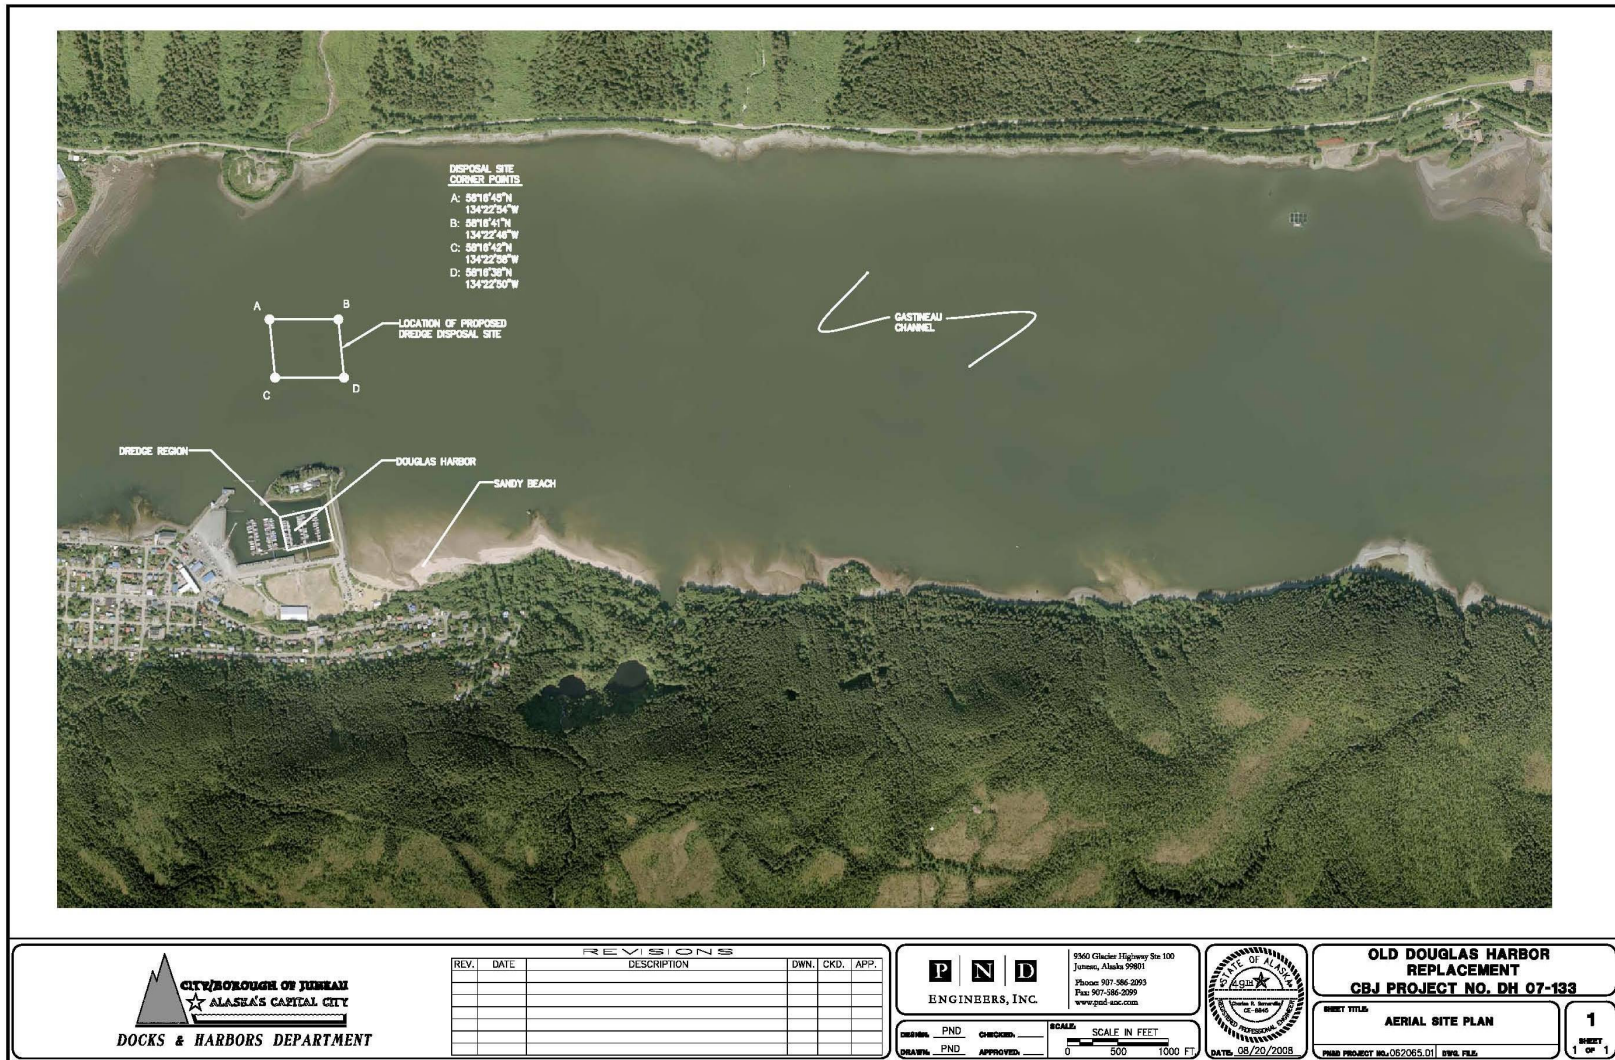 DISPOSAL SITE
CORNER POINTS
A: 58°16'45"N
134°22'54"W
B: 58°16'41"N
134°22'46"W
C: 58°16'42"N
134°22'58"W
D: 58°16'38"N
134°22'50"W
A
B
LOCATION OF PROPOSED
DREDGE DISPOSAL SITE
C
D
GASTINEAU
CHANNEL
DREDGE REGION
DOUGLAS HARBOR
SANDY BEACH
CITY/BOROUGH OF JUNEAU
ALASKA'S CAPITAL CITY
DOCKS & HARBORS DEPARTMENT
REVISIONS
REV. DATE DESCRIPTION DWN. CKD. APP.
P N D
ENGINEERS, INC.
9360 Glacier Highway Ste 100
Juneau, Alaska 99801
Phone: 907-586-2093
Fax: 907-586-2099
www.pnd-anc.com
DESIGN: PND CHECKED:
DRAWN: PND APPROVED:
SCALE:
SCALE IN FEET
0 500 1000 FT.
STATE OF ALASKA
49TH
REGISTERED PROFESSIONAL ENGINEER
DATE: 08/20/2008
OLD DOUGLAS HARBOR
REPLACEMENT
CBJ PROJECT NO. DH 07-133
SHEET TITLE:
AERIAL SITE PLAN
PN&D PROJECT NO.: 062065.01 DWG. FILE:
1
SHEET
1 OF 1